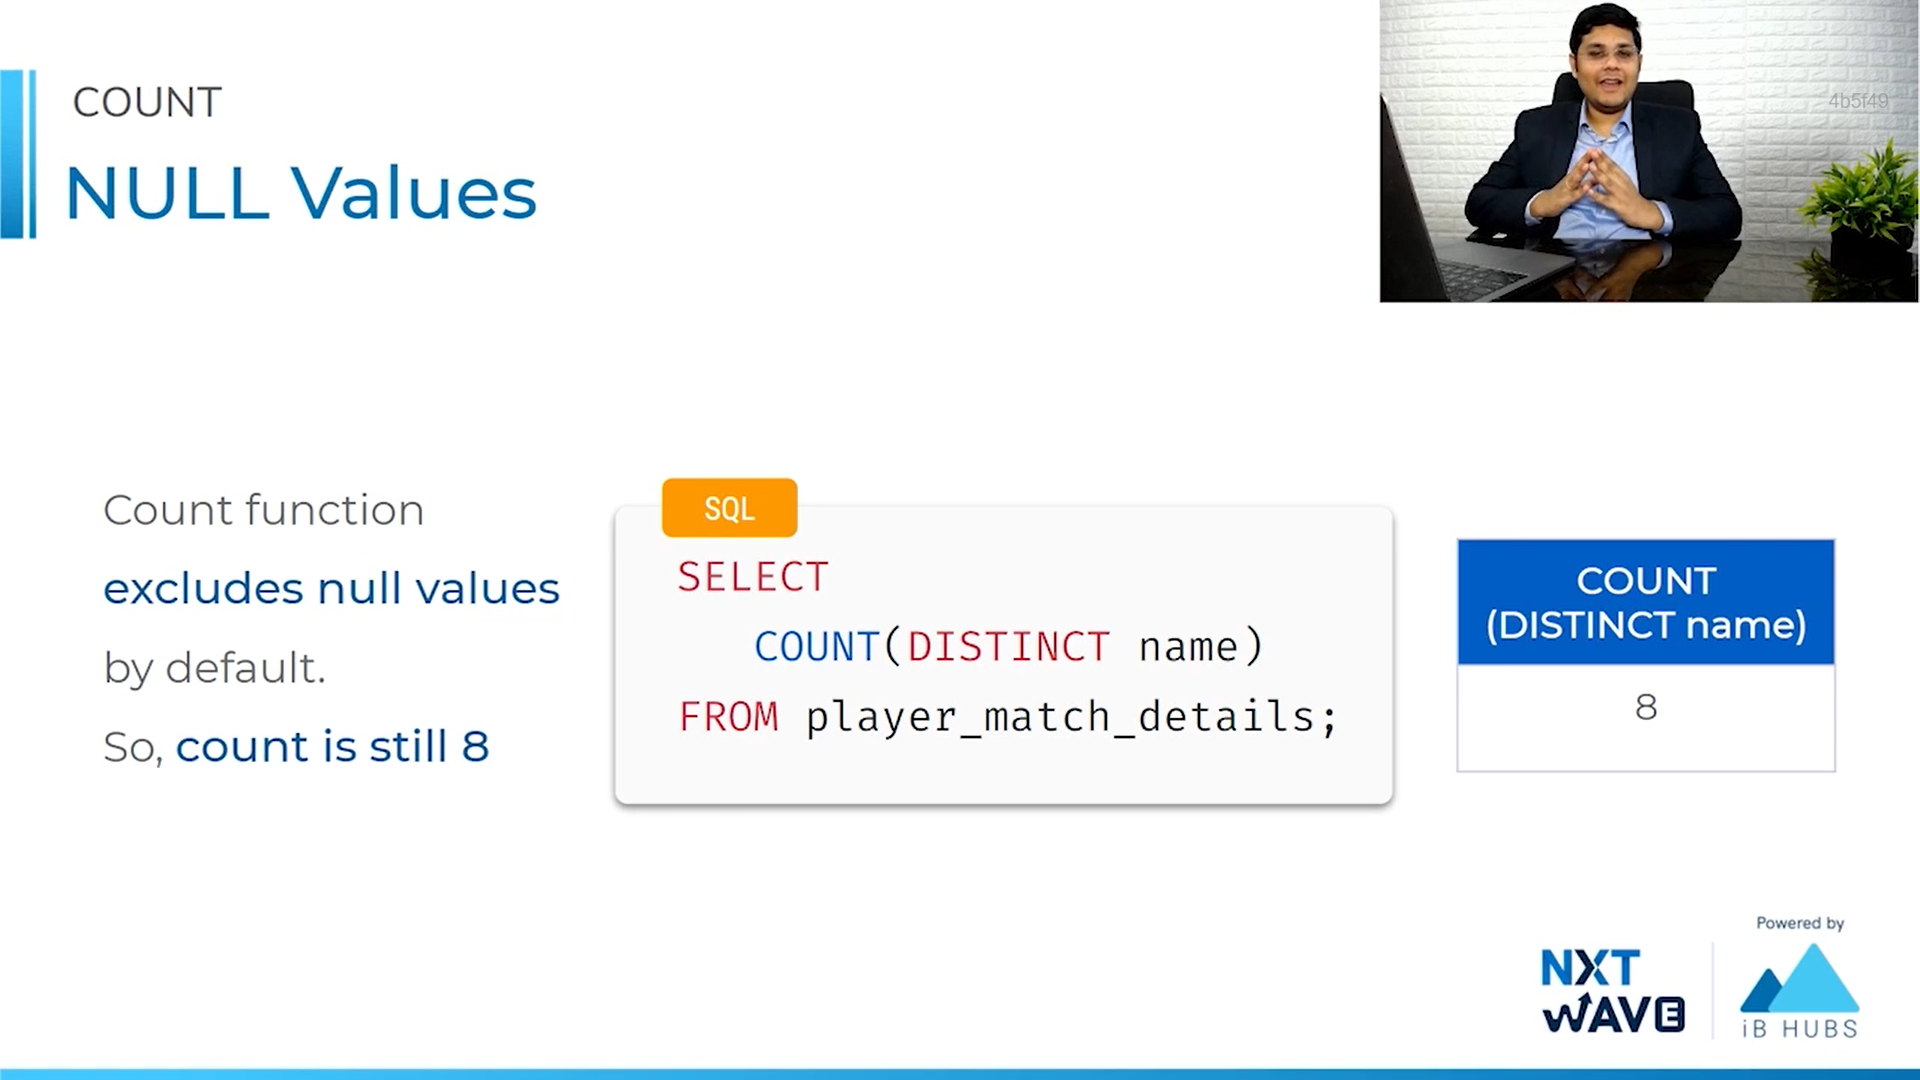 COUNT
NULL Values
4b5f49
Count function
excludes null values
by default.
So, count is still 8
SQL
SELECT
COUNT(DISTINCT name)
FROM player_match_details;
COUNT
(DISTINCT name)
8
Powered by
NXT
WAVE
iB HUBS